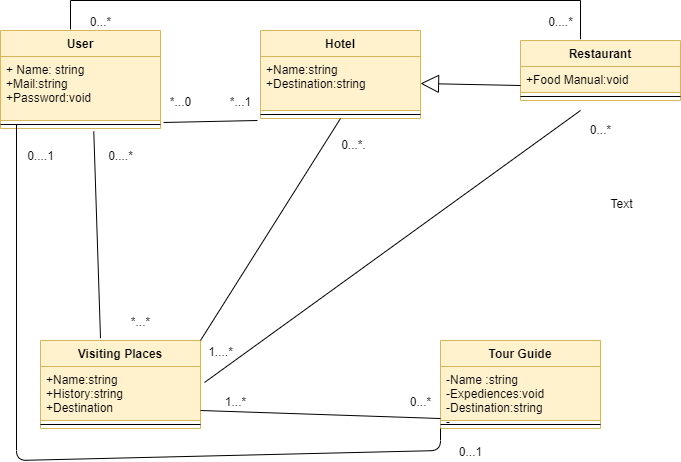 0...*
0....*
User
+ Name: string
+Mail:string
+Password:void
Hotel
+Name:string
+Destination:string
Restaurant
+Food Manual:void
*...0
*...1
0....1
0....*
0...*.
0...*
Text
*...*
1....*
Visiting Places
+Name:string
+History:string
+Destination
Tour Guide
-Name :string
-Expediences:void
-Destination:string
-
1...*
0...*
0...1